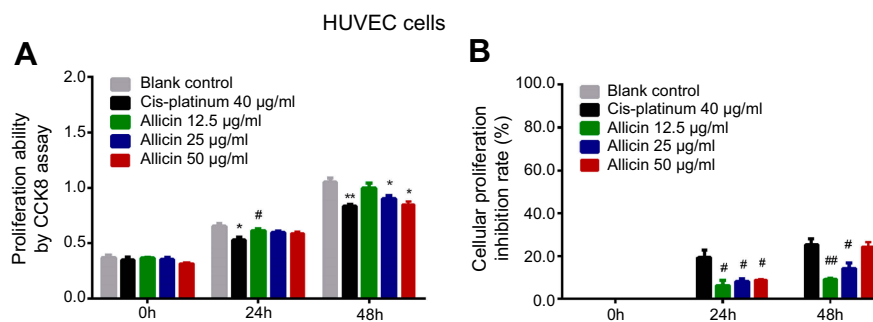 HUVEC cells
A
Proliferation ability
by CCK8 assay
2.0
1.5
1.0
0.5
0.0
Blank control
Cis-platinum 40 μg/ml
Allicin 12.5 μg/ml
Allicin 25 μg/ml
Allicin 50 μg/ml
* #
** * *
0h 24h 48h
B
Cellular proliferation
inhibition rate (%)
100.0
80.0
60.0
40.0
20.0
0.0
Blank control
Cis-platinum 40 μg/ml
Allicin 12.5 μg/ml
Allicin 25 μg/ml
Allicin 50 μg/ml
# # #
## #
0h 24h 48h